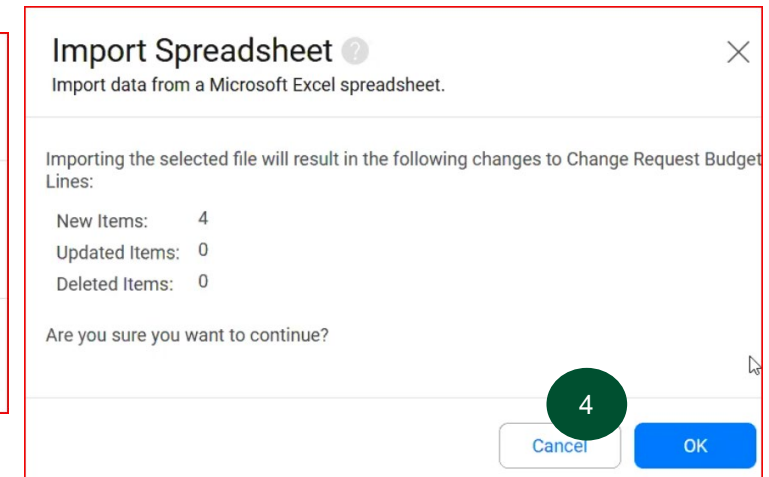 Import Spreadsheet ?
Import data from a Microsoft Excel spreadsheet.
Importing the selected file will result in the following changes to Change Request Budget
Lines:
New Items: 4
Updated Items: 0
Deleted Items: 0
Are you sure you want to continue?
4
Cancel OK